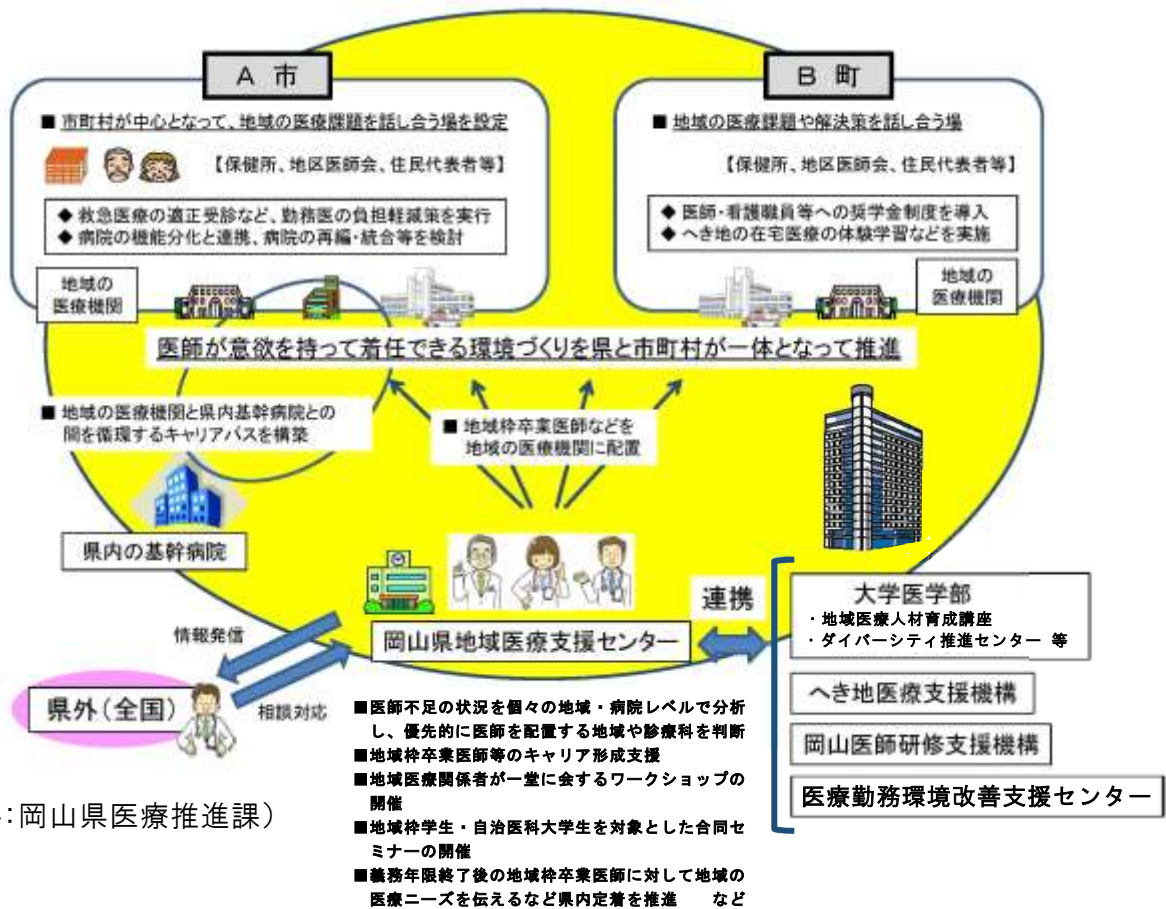 A 市
■ 市町村が中心となって、地域の医療課題を話し合う場を設定
【保健所、地区医師会、住民代表者等】
◆ 救急医療の適正受診など、勤務医の負担軽減策を実行
◆ 病院の機能分化と連携、病院の再編・統合等を検討
地域の
医療機関
B 町
■ 地域の医療課題や解決策を話し合う場
【保健所、地区医師会、住民代表者等】
◆ 医師・看護職員等への奨学金制度を導入
◆ へき地の在宅医療の体験学習などを実施
地域の
医療機関
医師が意欲を持って着任できる環境づくりを県と市町村が一体となって推進
■ 地域の医療機関と県内基幹病院との
間を循環するキャリアパスを構築
■ 地域枠卒業医師などを
地域の医療機関に配置
県内の基幹病院
岡山県地域医療支援センター
連携
大学医学部
・地域医療人材育成講座
・ダイバーシティ推進センター 等
へき地医療支援機構
岡山医師研修支援機構
医療勤務環境改善支援センター
情報発信
相談対応
県外(全国)
■医師不足の状況を個々の地域・病院レベルで分析
し、優先的に医師を配置する地域や診療科を判断
■地域枠卒業医師等のキャリア形成支援
■地域医療関係者が一堂に会するワークショップの
開催
■地域枠学生・自治医科大学生を対象とした合同セ
ミナーの開催
■義務年限終了後の地域枠卒業医師に対して地域の
医療ニーズを伝えるなど県内定着を推進 など
:岡山県医療推進課)